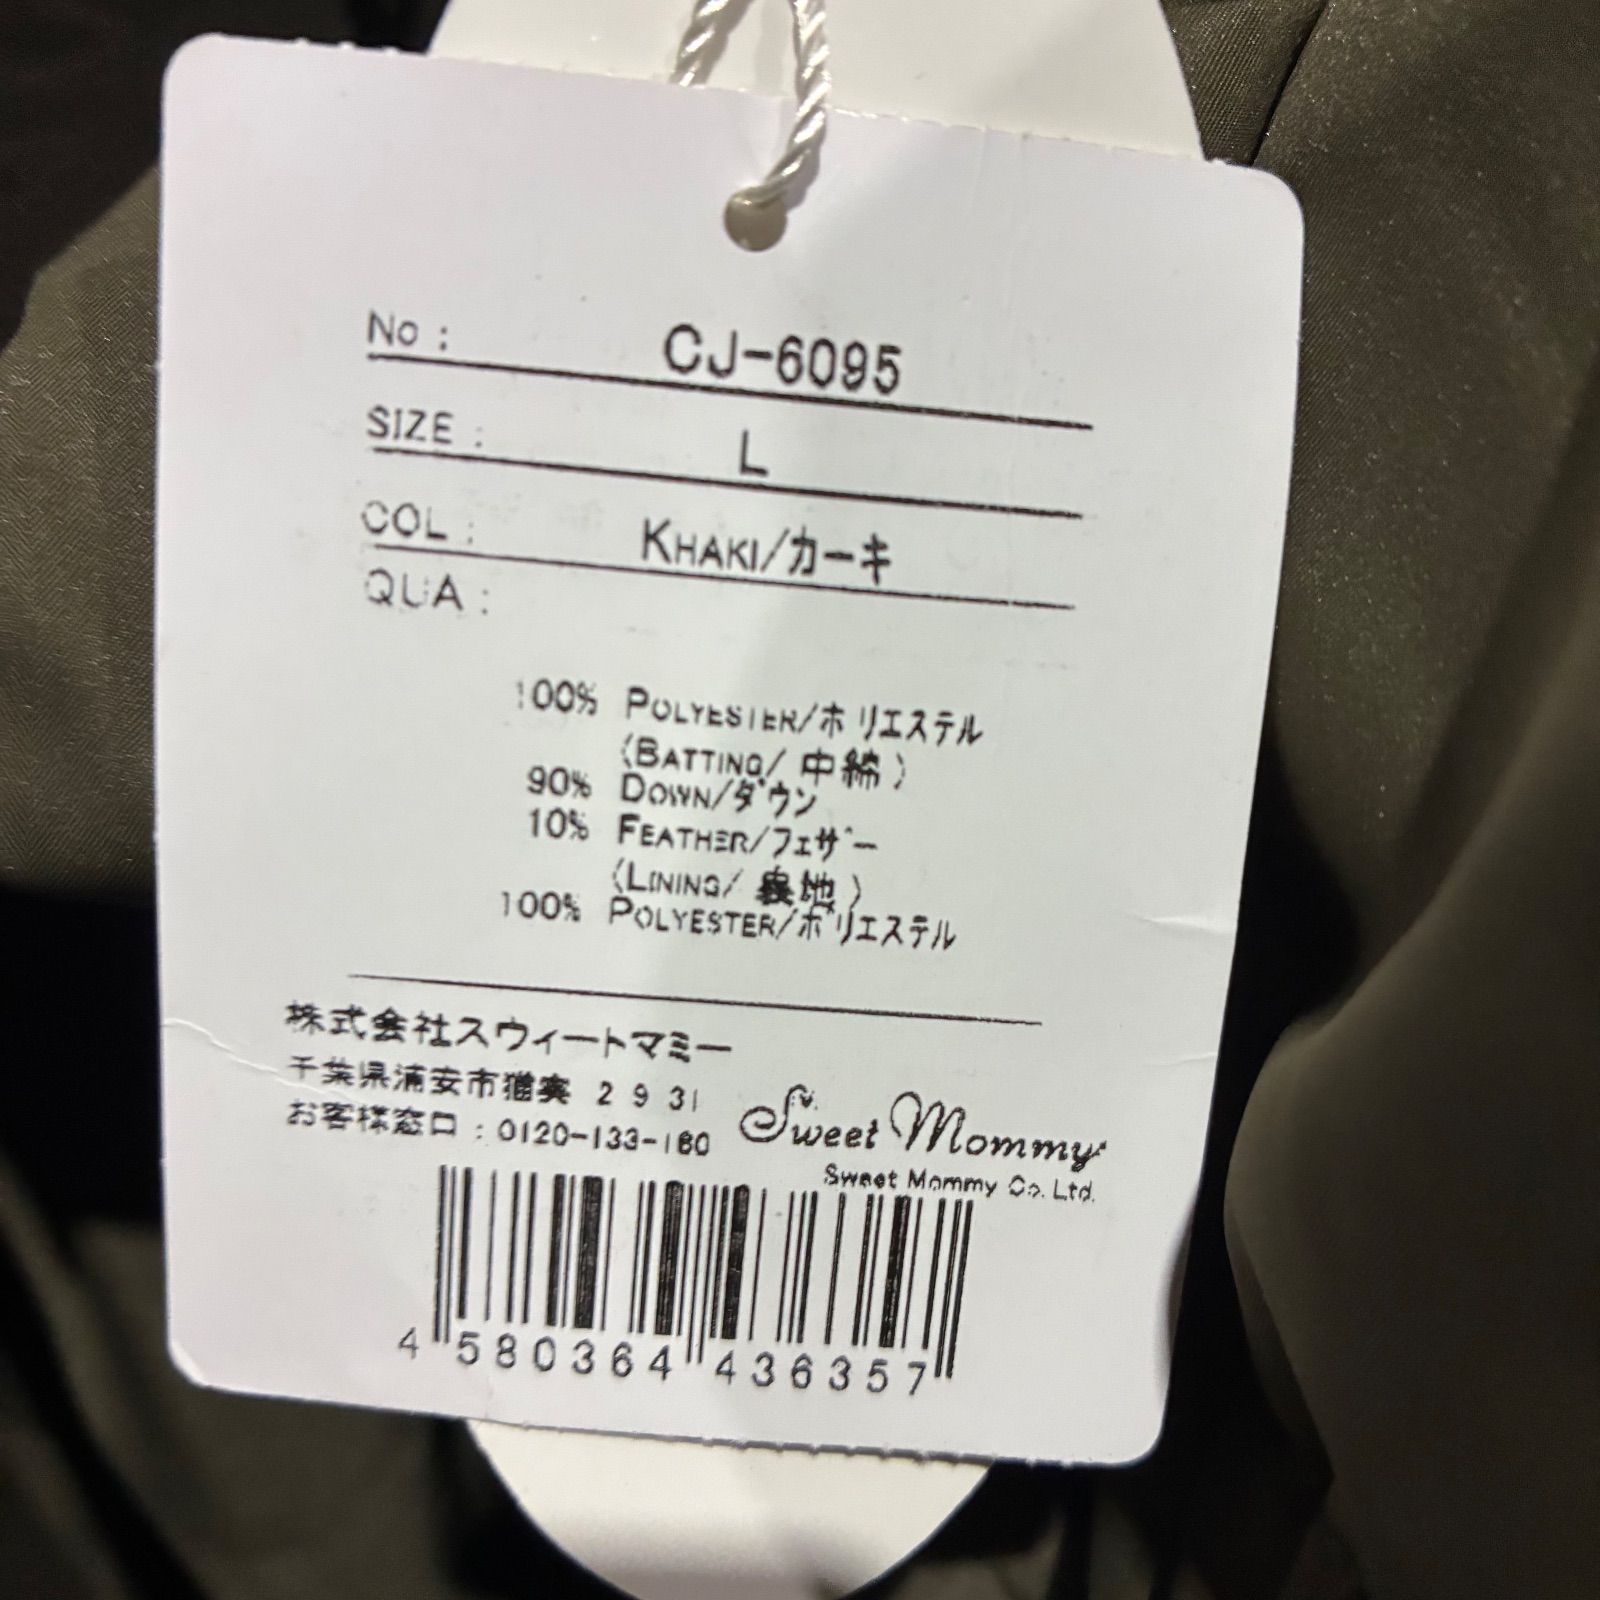 No : CJ-6095
SIZE : L
COL : KHAKI/カーキ
QUA :
100% POLYESTER/ポリエステル
(BATTING/ 中綿)
90% DOWN/ダウン
10% FEATHER/フェザー
(LINING/ 裏地)
100% POLYESTER/ポリエステル
株式会社スウィートマミー
千葉県浦安市猫実 2931
お客様窓口 : 0120-133-160
Sweet Mommy
Sweet Mommy Co. Ltd.
4 580364 436357